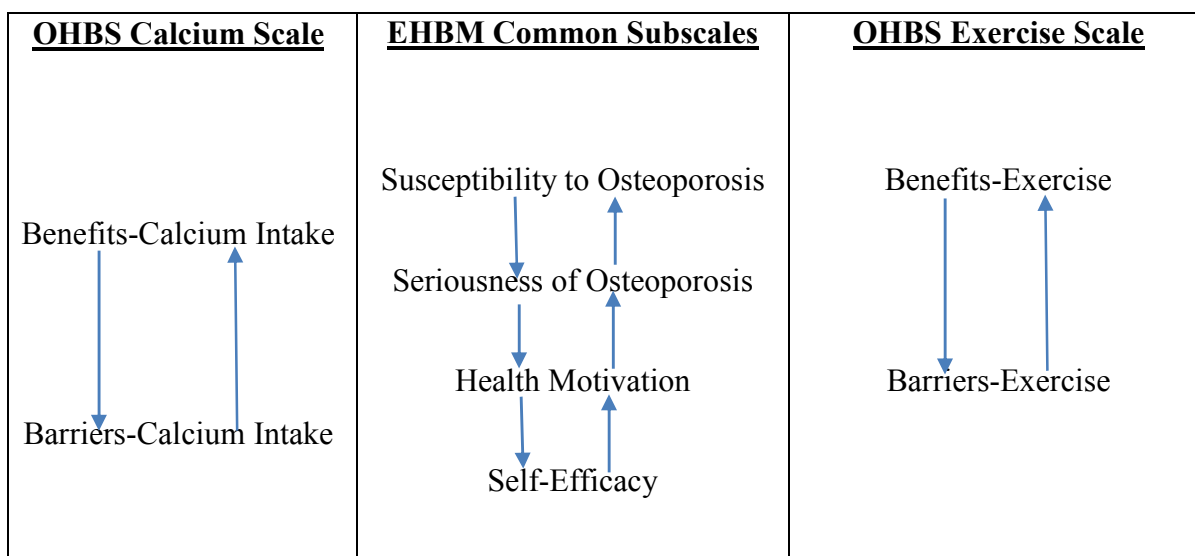 OHBS Calcium Scale
Benefits-Calcium Intake
Barriers-Calcium Intake
EHBM Common Subscales
Susceptibility to Osteoporosis
Seriousness of Osteoporosis
Health Motivation
Self-Efficacy
OHBS Exercise Scale
Benefits-Exercise
Barriers-Exercise